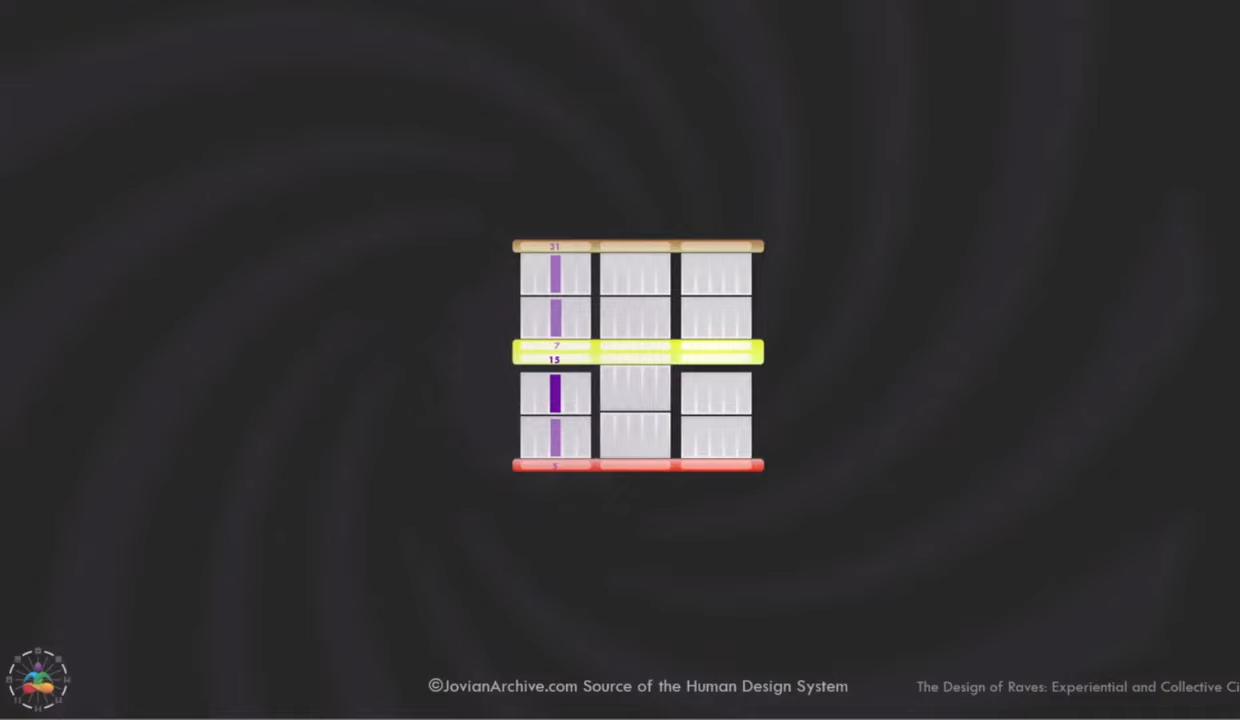 31
7
15
5
©JovianArchive.com Source of the Human Design System
The Design of Raves: Experiential and Collective Ci